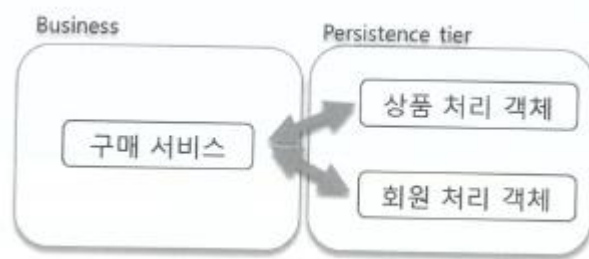 Business
Persistence tier
구매 서비스
상품 처리 객체
회원 처리 객체